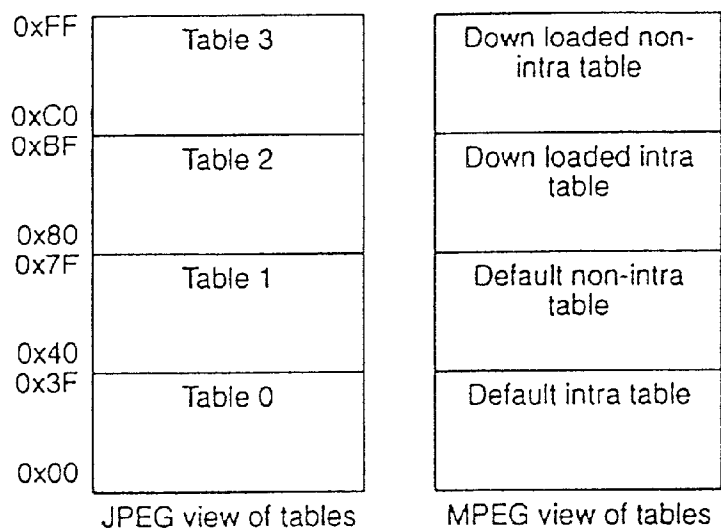 0xFF
Table 3
0xC0
0xBF
Table 2
0x80
0x7F
Table 1
0x40
0x3F
Table 0
0x00
JPEG view of tables
Down loaded non-
intra table
Down loaded intra
table
Default non-intra
table
Default intra table
MPEG view of tables